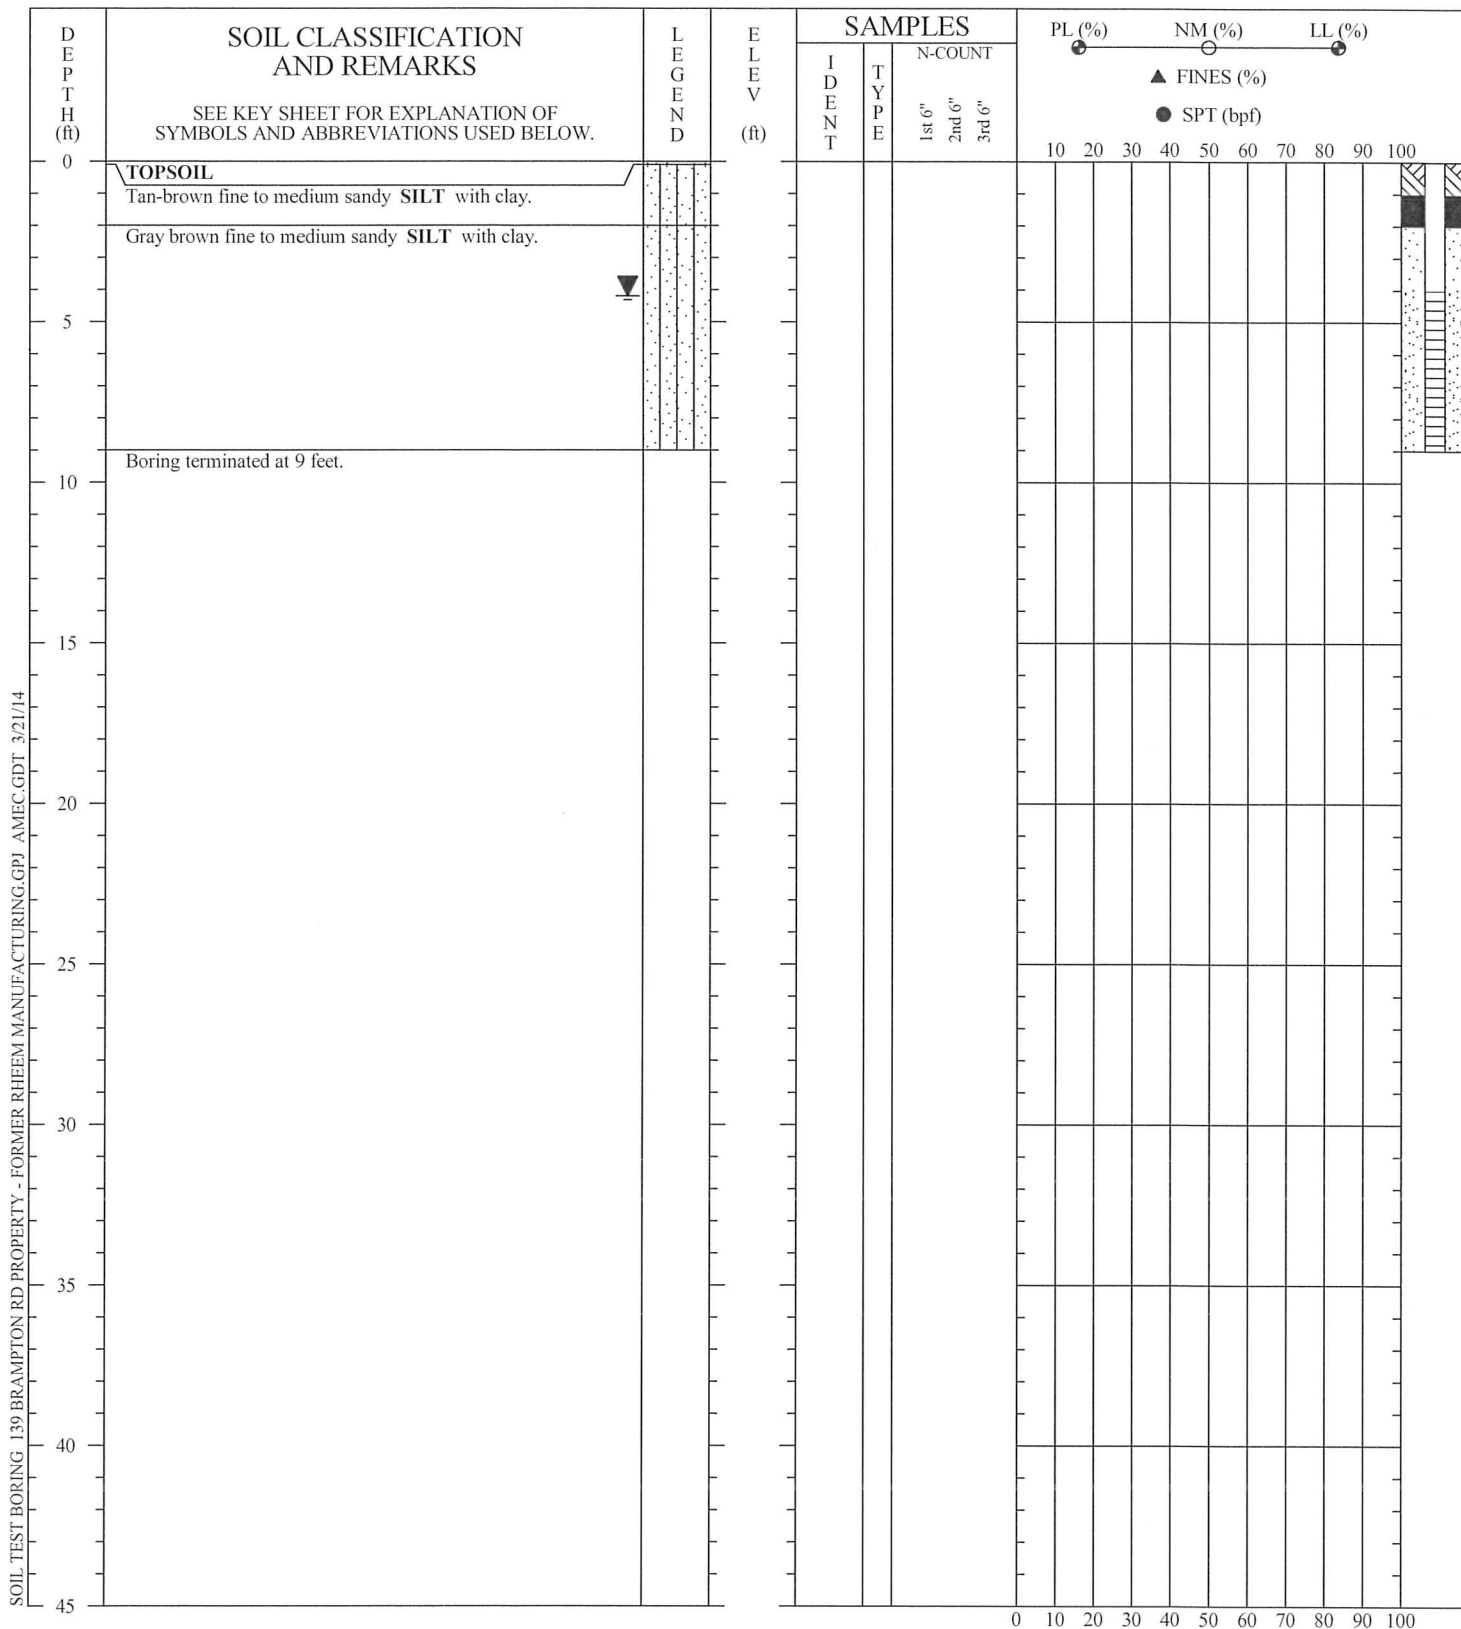 DEPTH (ft)
SOIL CLASSIFICATION
AND REMARKS
SEE KEY SHEET FOR EXPLANATION OF
SYMBOLS AND ABBREVIATIONS USED BELOW.
LEGEND
ELEV (ft)
SAMPLES
IDENT
TYPE
N-COUNT
1st 6"
2nd 6"
3rd 6"
PL (%) NM (%) LL (%)
FINES (%)
SPT (bpf)
10 20 30 40 50 60 70 80 90 100
0
TOPSOIL
Tan-brown fine to medium sandy SILT with clay.
Gray brown fine to medium sandy SILT with clay.
5
Boring terminated at 9 feet.
10
15
20
25
30
35
40
45
0 10 20 30 40 50 60 70 80 90 100
SOIL TEST BORING 139 BRAMPTON RD PROPERTY - FORMER RHEEM MANUFACTURING.GPJ AMEC.GDT 3/21/14